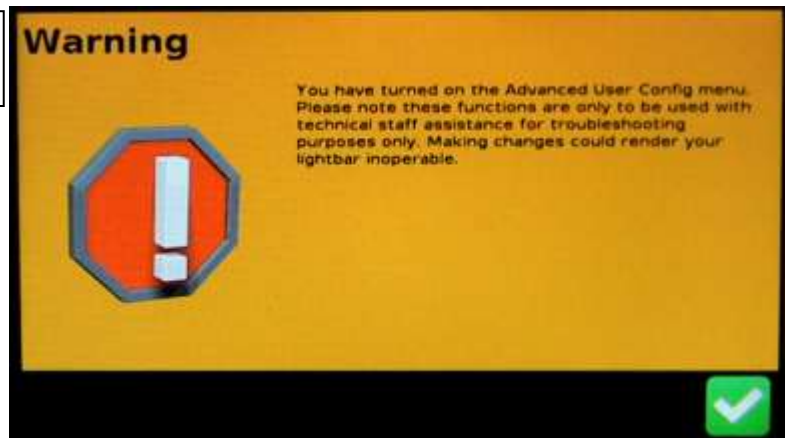 Warning
You have turned on the Advanced User Config menu.
Please note these functions are only to be used with
technical staff assistance for troubleshooting
purposes only. Making changes could render your
lightbar inoperable.